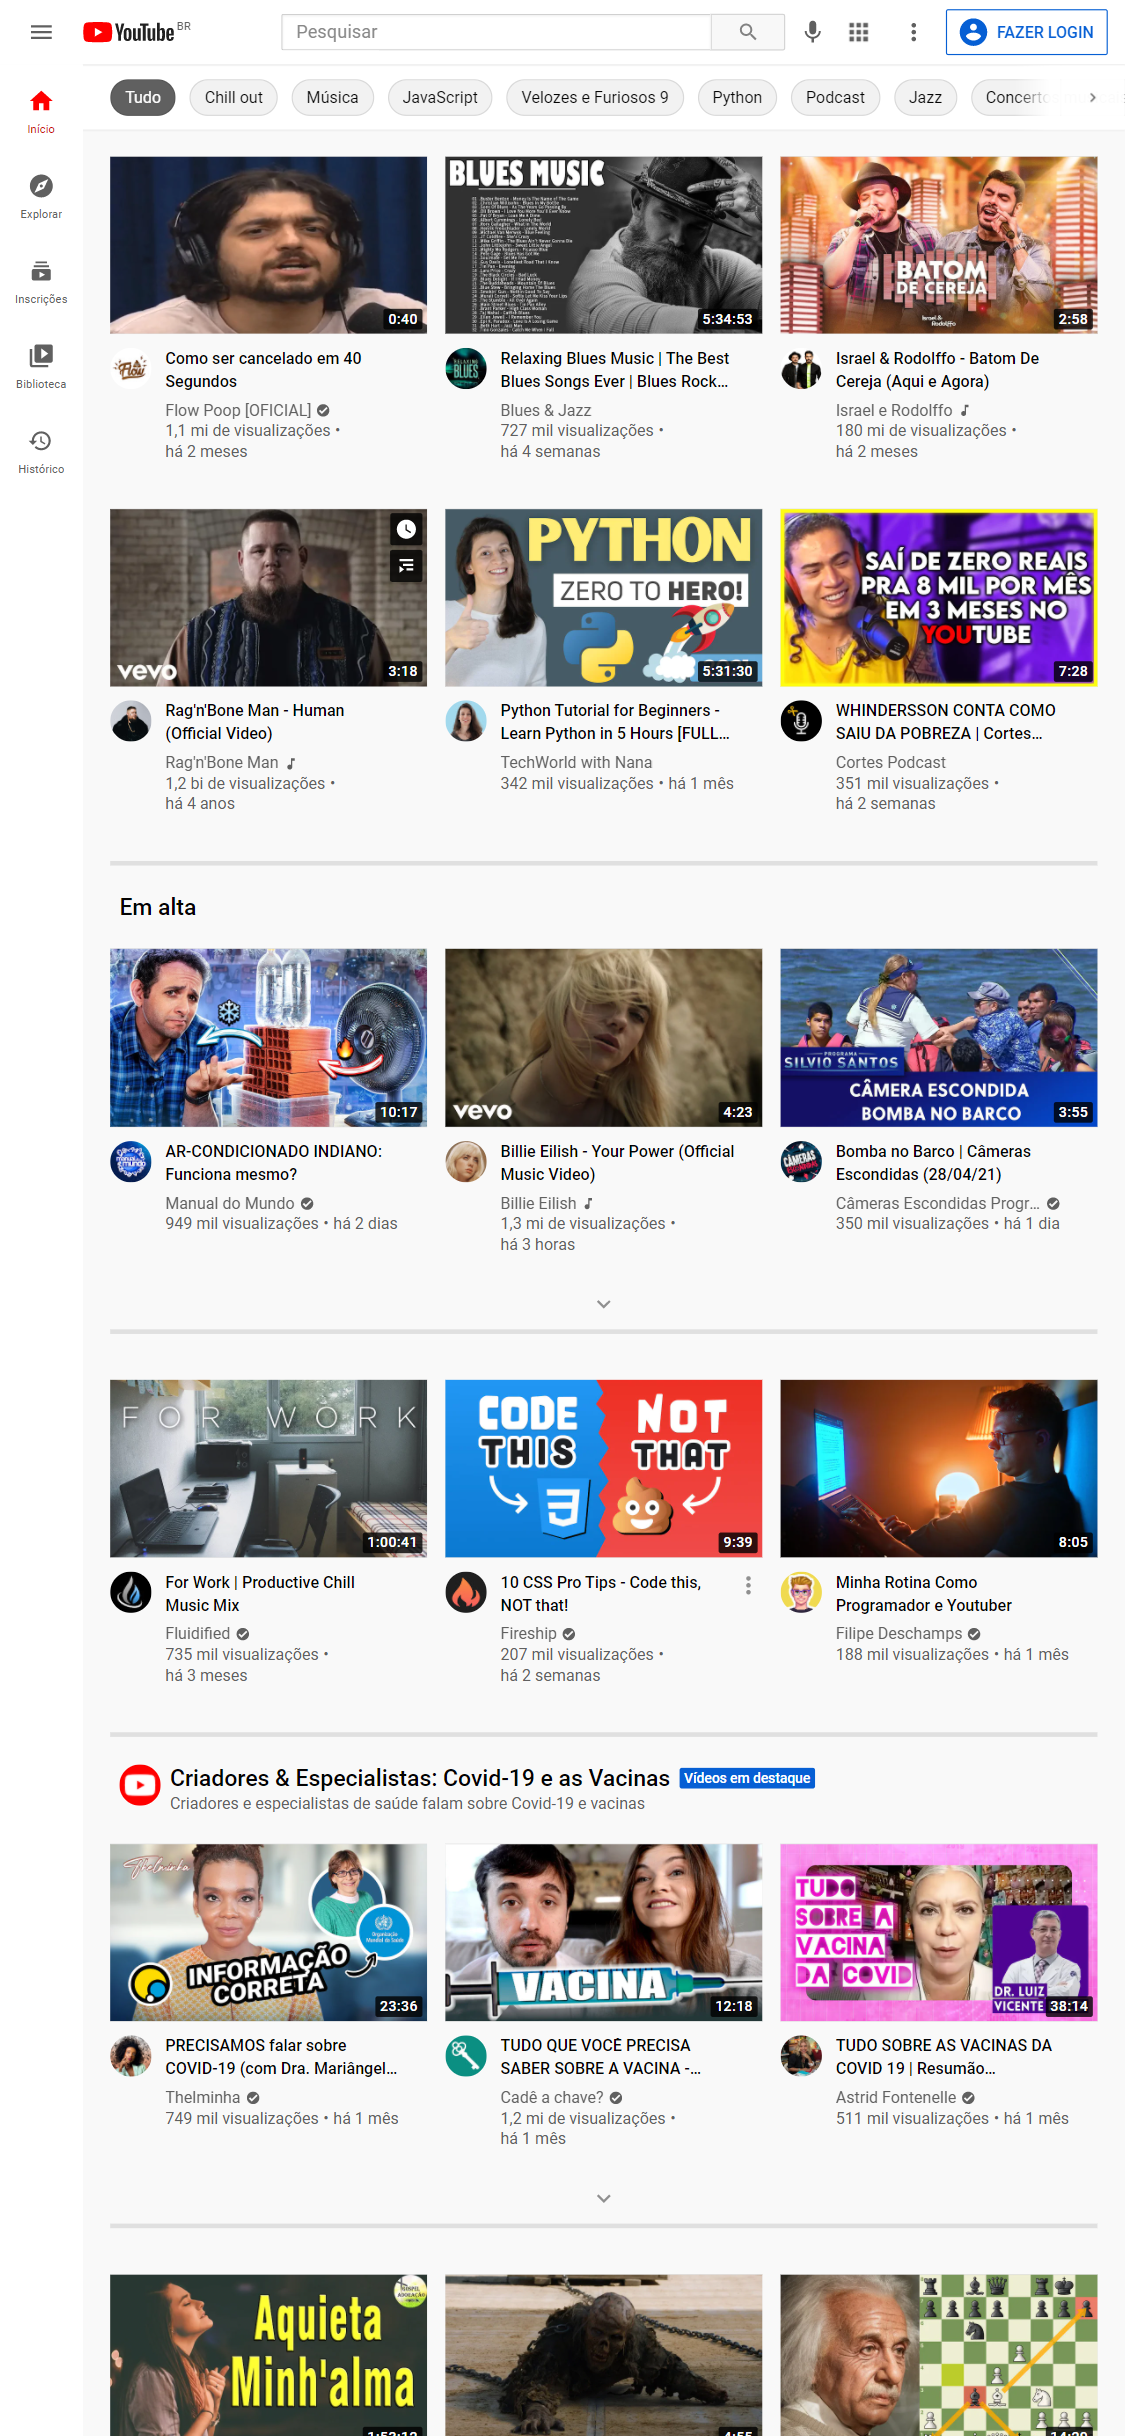 YouTube BR
Pesquisar
FAZER LOGIN
Início
Explorar
Inscrições
Biblioteca
Histórico
Tudo
Chill out
Música
JavaScript
Velozes e Furiosos 9
Python
Podcast
Jazz
0:40
BLUES MUSIC
5:34:53
BATOM
DE CEREJA
Israel &
Rodolffo
2:58
Como ser cancelado em 40
Segundos
Flow Poop [OFICIAL]
1,1 mi de visualizações •
há 2 meses
Relaxing Blues Music | The Best
Blues Songs Ever | Blues Rock...
Blues & Jazz
727 mil visualizações •
há 4 semanas
Israel & Rodolffo - Batom De
Cereja (Aqui e Agora)
Israel e Rodolffo
180 mi de visualizações •
há 2 meses
vevo
3:18
PYTHON
ZERO TO HERO!
5:31:30
SAÍ DE ZERO REAIS
PRA 8 MIL POR MÊS
EM 3 MESES NO
YOUTUBE
7:28
Rag'n'Bone Man - Human
(Official Video)
Rag'n'Bone Man
1,2 bi de visualizações •
há 4 anos
Python Tutorial for Beginners -
Learn Python in 5 Hours [FULL...
TechWorld with Nana
342 mil visualizações • há 1 mês
WHINDERSSON CONTA COMO
SAIU DA POBREZA | Cortes...
Cortes Podcast
351 mil visualizações •
há 2 semanas
Em alta
10:17
vevo
4:23
PROGRAMA
SILVIO SANTOS
CÂMERA ESCONDIDA
BOMBA NO BARCO
3:55
AR-CONDICIONADO INDIANO:
Funciona mesmo?
Manual do Mundo
949 mil visualizações • há 2 dias
Billie Eilish - Your Power (Official
Music Video)
Billie Eilish
1,3 mi de visualizações •
há 3 horas
Bomba no Barco | Câmeras
Escondidas (28/04/21)
Câmeras Escondidas Progr...
350 mil visualizações • há 1 dia
FOR WORK
1:00:41
CODE
THIS
NOT
THAT
9:39
8:05
For Work | Productive Chill
Music Mix
Fluidified
735 mil visualizações •
há 3 meses
10 CSS Pro Tips - Code this,
NOT that!
Fireship
207 mil visualizações •
há 2 semanas
Minha Rotina Como
Programador e Youtuber
Filipe Deschamps
188 mil visualizações • há 1 mês
Criadores & Especialistas: Covid-19 e as Vacinas
Vídeos em destaque
Criadores e especialistas de saúde falam sobre Covid-19 e vacinas
Thelminha
Organização
Mundial da Saúde
INFORMAÇÃO
CORRETA
23:36
VACINA
12:18
TUDO
SOBRE A
VACINA
DA COVID
DR. LUIZ
VICENTE
38:14
PRECISAMOS falar sobre
COVID-19 (com Dra. Mariângel...
Thelminha
749 mil visualizações • há 1 mês
TUDO QUE VOCÊ PRECISA
SABER SOBRE A VACINA -...
Cadê a chave?
1,2 mi de visualizações •
há 1 mês
TUDO SOBRE AS VACINAS DA
COVID 19 | Resumão...
Astrid Fontenelle
511 mil visualizações • há 1 mês
Aquieta
Minh'alma